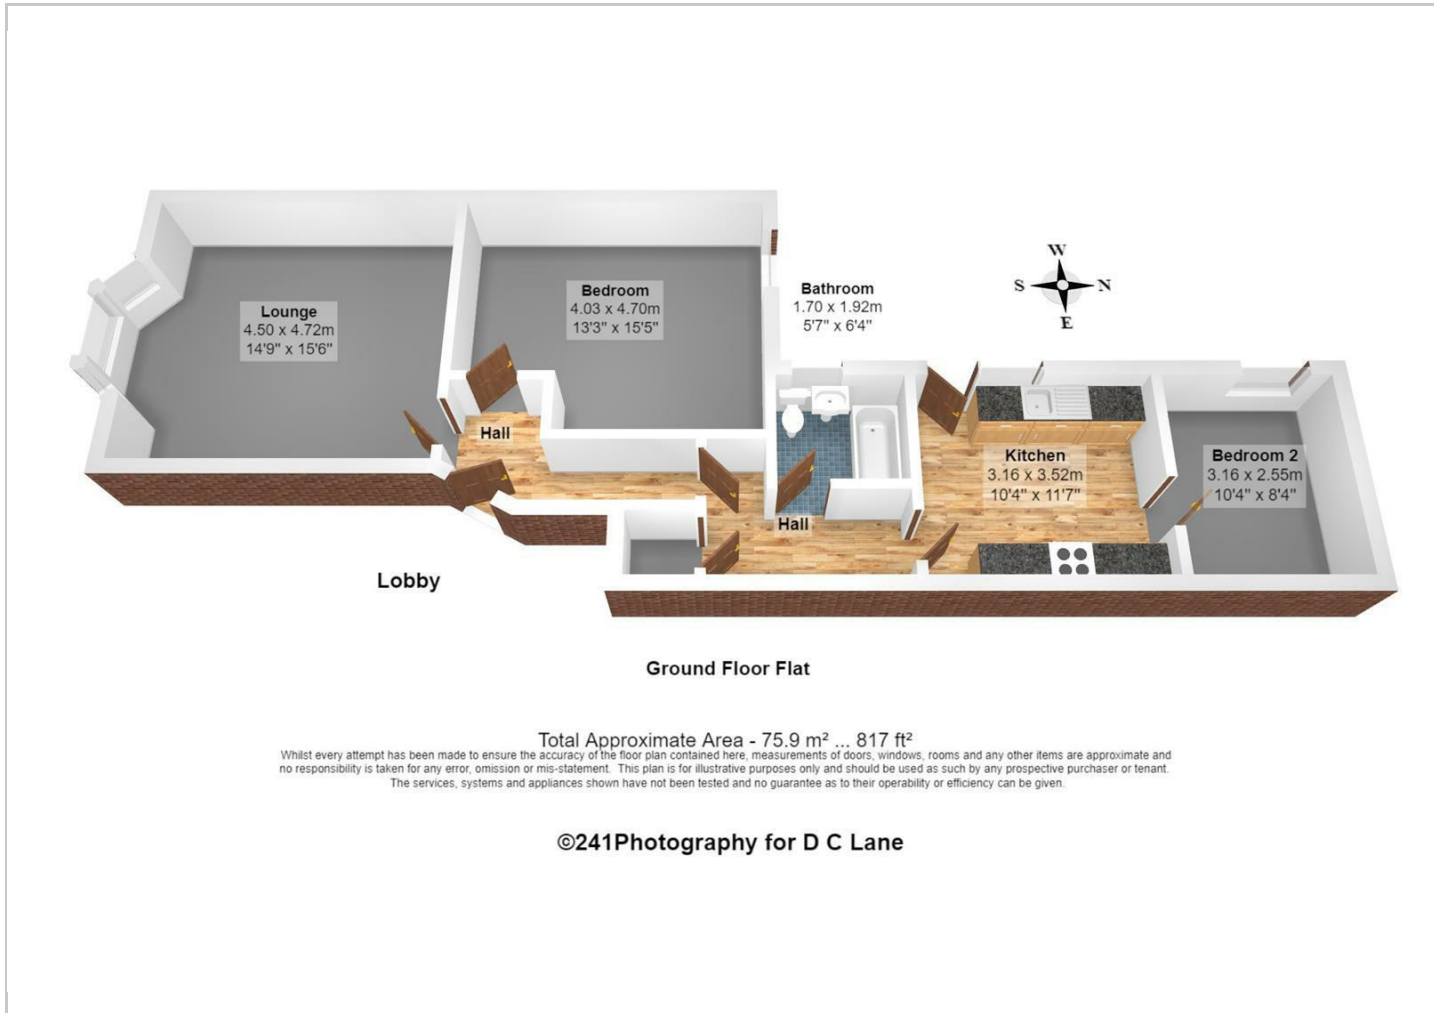 Lounge
4.50 x 4.72m
14'9" x 15'6"
Bedroom
4.03 x 4.70m
13'3" x 15'5"
Bathroom
1.70 x 1.92m
5'7" x 6'4"
W
S N
E
Hall
Hall
Kitchen
3.16 x 3.52m
10'4" x 11'7"
Bedroom 2
3.16 x 2.55m
10'4" x 8'4"
Lobby
Ground Floor Flat
Total Approximate Area - 75.9 m² ... 817 ft²
Whilst every attempt has been made to ensure the accuracy of the floor plan contained here, measurements of doors, windows, rooms and any other items are approximate and
no responsibility is taken for any error, omission or mis-statement. This plan is for illustrative purposes only and should be used as such by any prospective purchaser or tenant.
The services, systems and appliances shown have not been tested and no guarantee as to their operability or efficiency can be given.
©241Photography for D C Lane